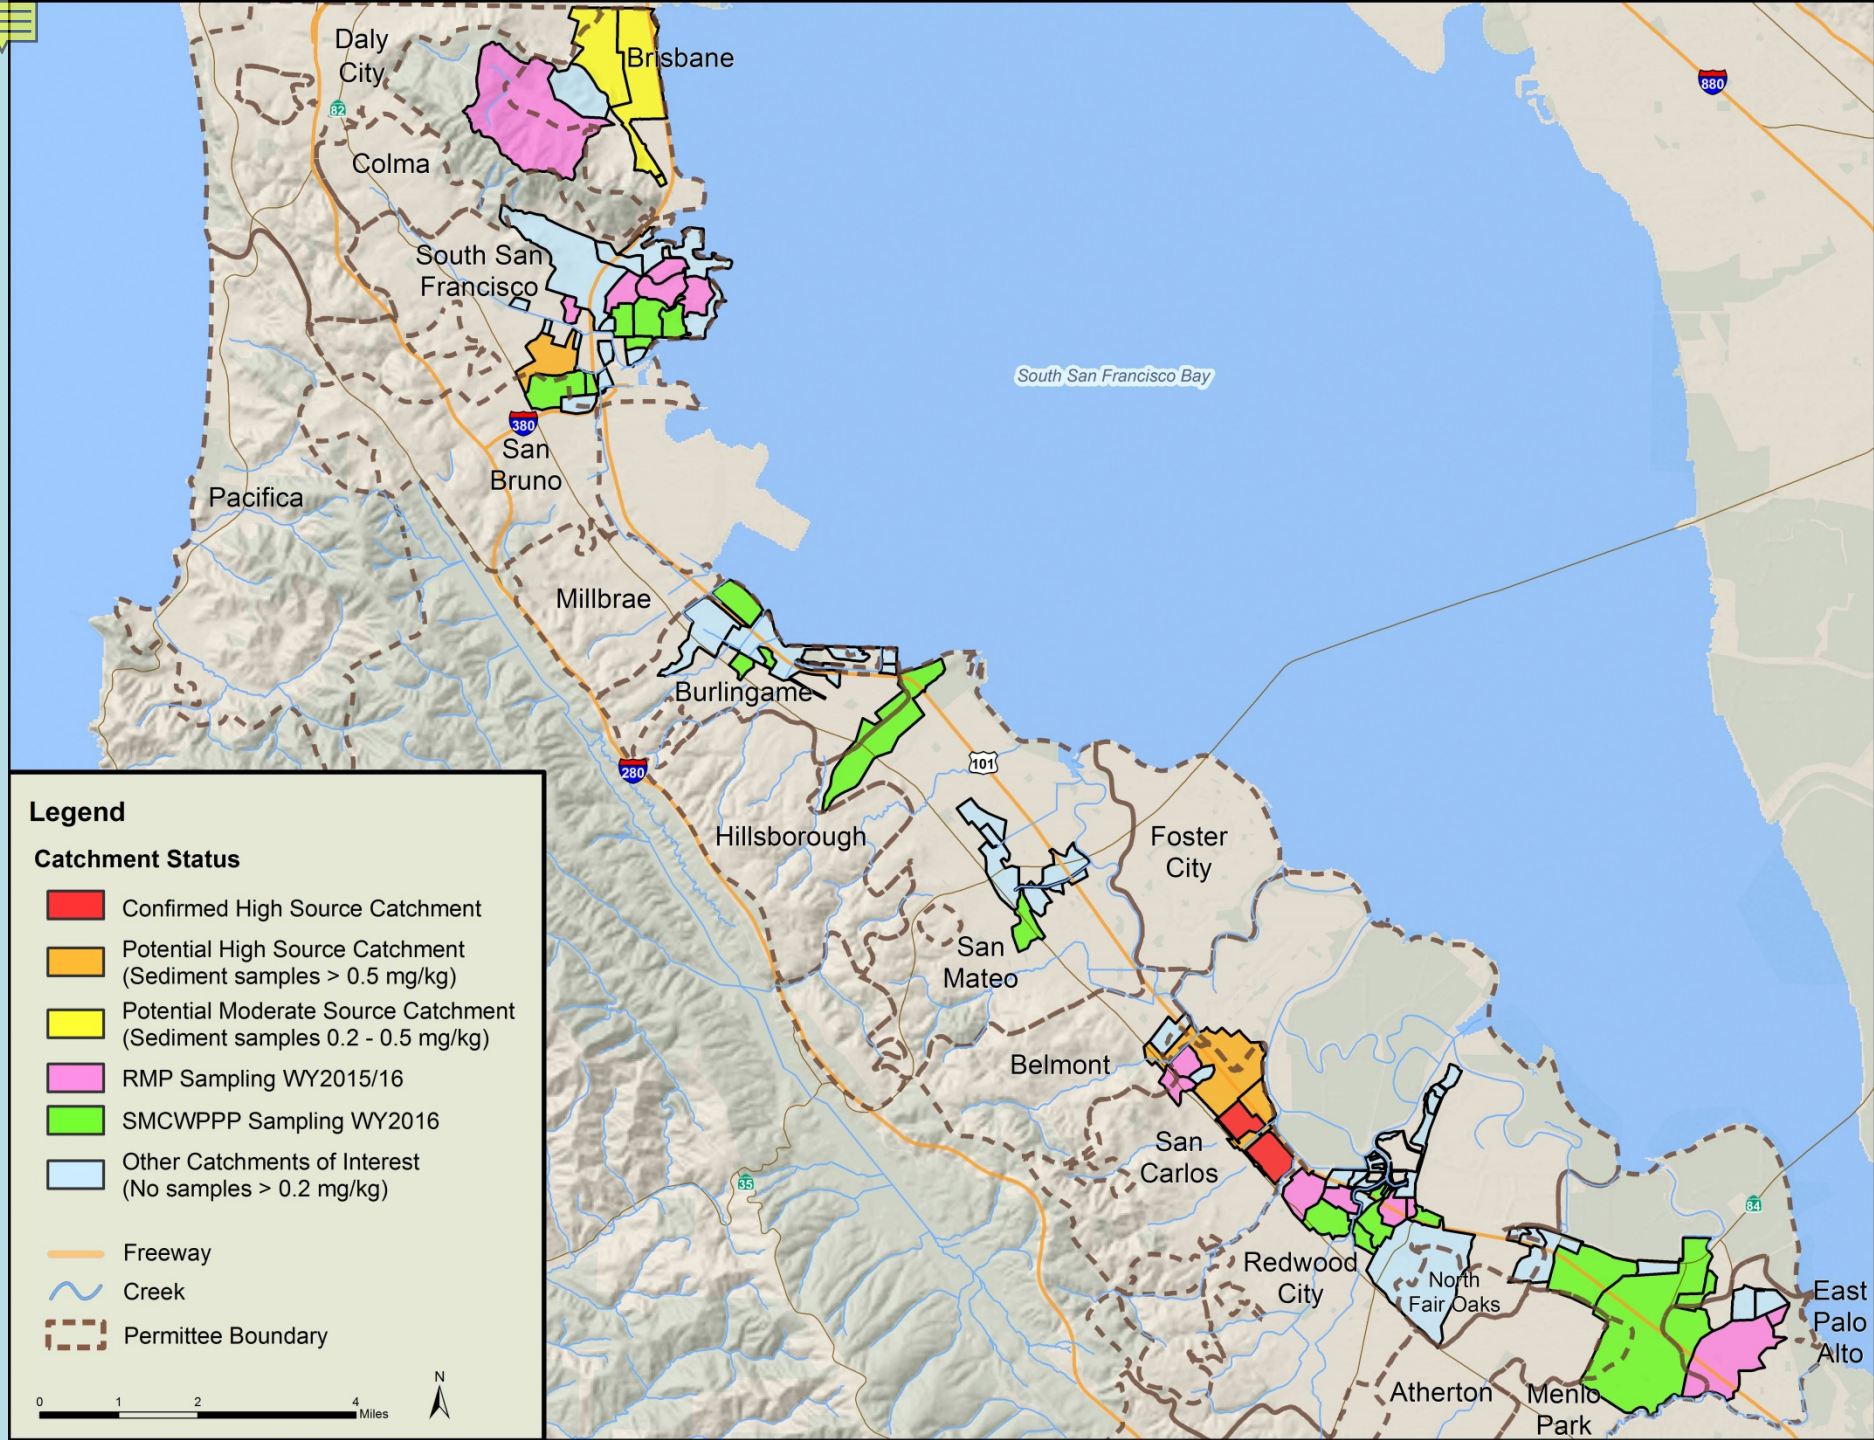 Daly
City
Brisbane
880
82
Colma
South San
Francisco
South San Francisco Bay
380
San
Bruno
Pacifica
Millbrae
Burlingame
280
101
Hillsborough
Foster
City
San
Mateo
Belmont
San
Carlos
35
84
Redwood
City
North
Fair Oaks
East
Palo
Alto
Atherton
Menlo
Park
Legend
Catchment Status
Confirmed High Source Catchment
Potential High Source Catchment
(Sediment samples > 0.5 mg/kg)
Potential Moderate Source Catchment
(Sediment samples 0.2 - 0.5 mg/kg)
RMP Sampling WY2015/16
SMCWPPP Sampling WY2016
Other Catchments of Interest
(No samples > 0.2 mg/kg)
Freeway
Creek
Permittee Boundary
N
0 1 2 4
Miles